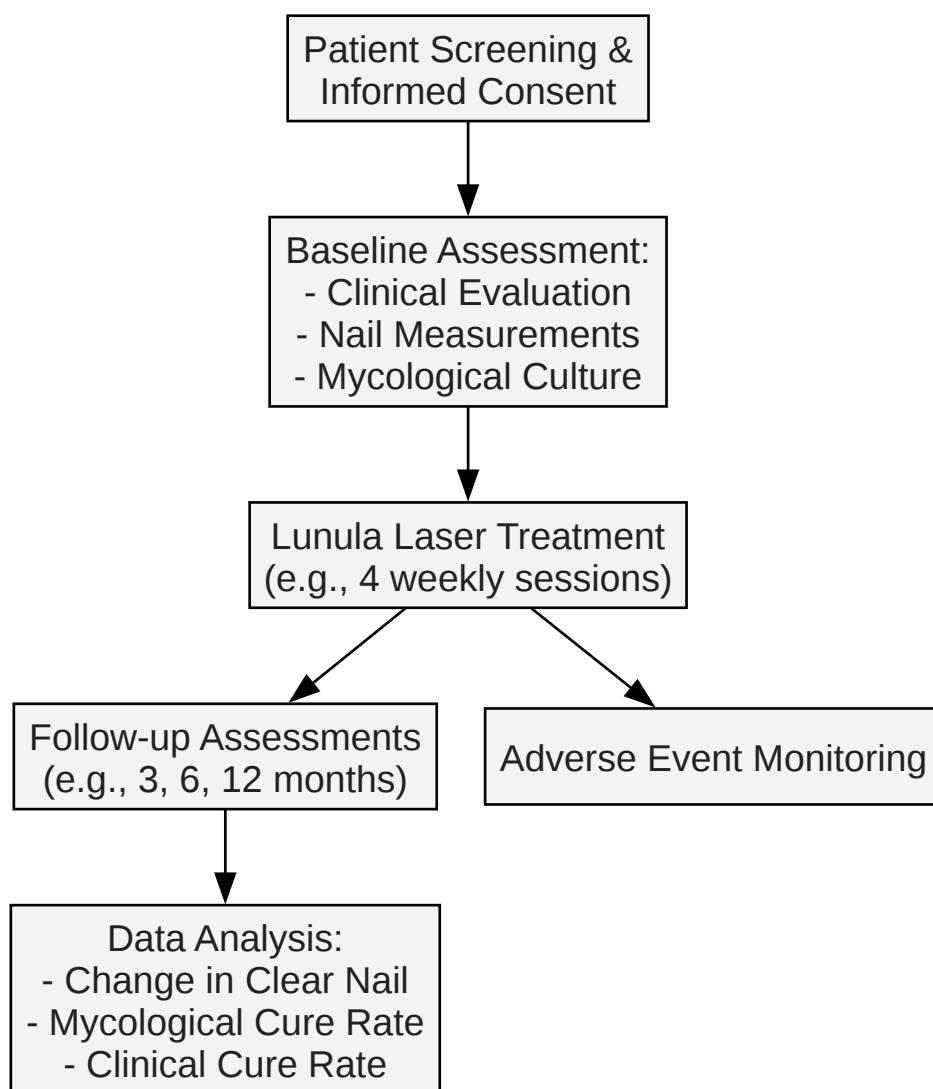 Patient Screening &
Informed Consent
Baseline Assessment:
- Clinical Evaluation
- Nail Measurements
- Mycological Culture
Lunula Laser Treatment
(e.g., 4 weekly sessions)
Follow-up Assessments
(e.g., 3, 6, 12 months)
Adverse Event Monitoring
Data Analysis:
- Change in Clear Nail
- Mycological Cure Rate
- Clinical Cure Rate